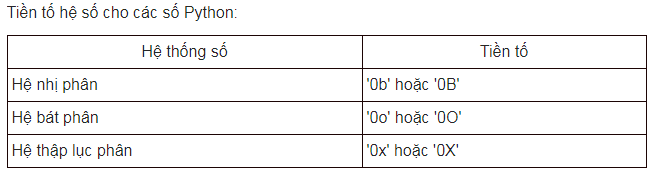 Tiền tố hệ số cho các số Python:
Hệ thống số Tiền tố
Hệ nhị phân '0b' hoặc '0B'
Hệ bát phân '0o' hoặc '0O'
Hệ thập lục phân '0x' hoặc '0X'